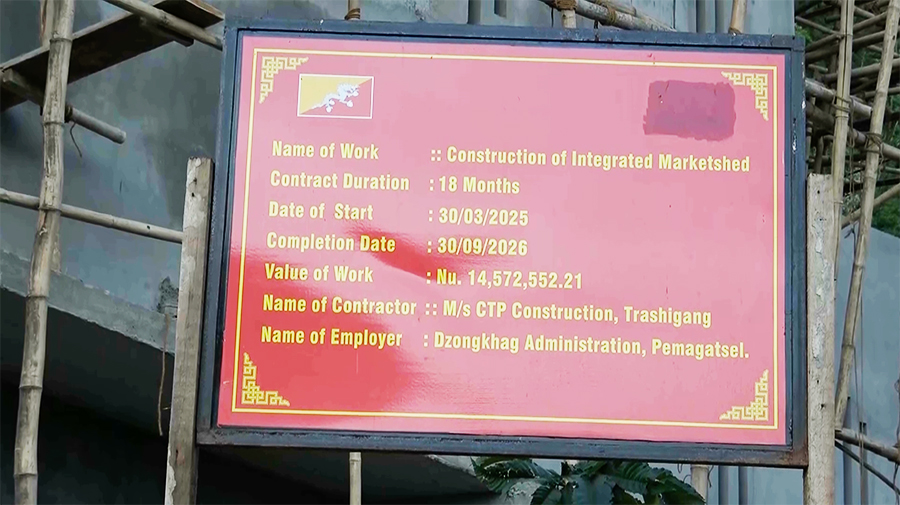 Name of Work :: Construction of Integrated Marketshed
Contract Duration : 18 Months
Date of Start : 30/03/2025
Completion Date : 30/09/2026
Value of Work : Nu. 14,572,552.21
Name of Contractor :: M/s CTP Construction, Trashigang
Name of Employer : Dzongkhag Administration, Pemagatsel.